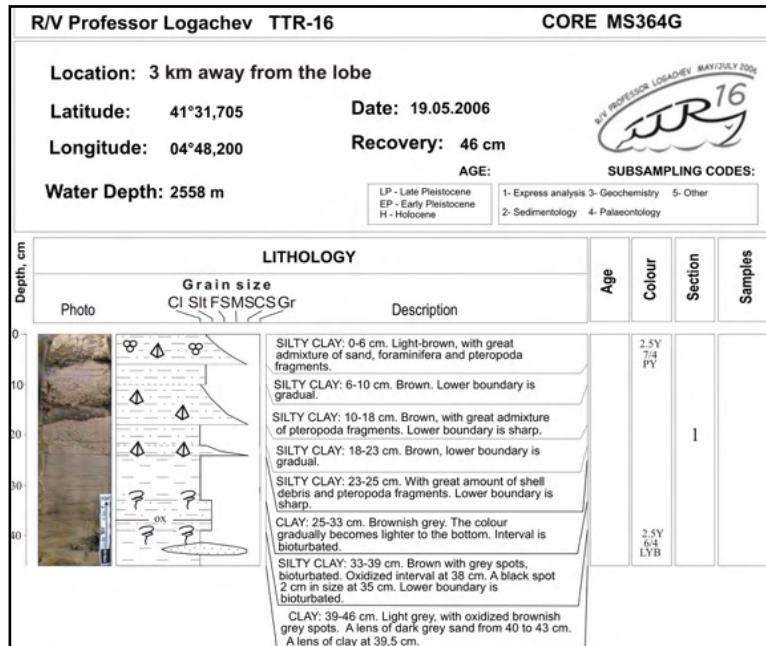 R/V Professor Logachev TTR-16 CORE MS364G
Location: 3 km away from the lobe
Latitude: 41°31,705 Date: 19.05.2006
Longitude: 04°48,200 Recovery: 46 cm
Water Depth: 2558 m
R/V PROFESSOR LOGACHEV MAY/JULY 2006
TTR 16
AGE:
LP - Late Pleistocene
EP - Early Pleistocene
H - Holocene
SUBSAMPLING CODES:
1- Express analysis 3- Geochemistry 5- Other
2- Sedimentology 4- Palaeontology
Depth, cm
LITHOLOGY
Photo
Grain size
Cl Slt FS MS CS Gr
Description
Age
Colour
Section
Samples
0
10
20
30
40
ox
SILTY CLAY: 0-6 cm. Light-brown, with great
admixture of sand, foraminifera and pteropoda
fragments.
SILTY CLAY: 6-10 cm. Brown. Lower boundary is
gradual.
SILTY CLAY: 10-18 cm. Brown, with great admixture
of pteropoda fragments. Lower boundary is sharp.
SILTY CLAY: 18-23 cm. Brown, lower boundary is
gradual.
SILTY CLAY: 23-25 cm. With great amount of shell
debris and pteropoda fragments. Lower boundary is
sharp.
CLAY: 25-33 cm. Brownish grey. The colour
gradually becomes lighter to the bottom. Interval is
bioturbated.
SILTY CLAY: 33-39 cm. Brown with grey spots,
bioturbated. Oxidized interval at 38 cm. A black spot
2 cm in size at 35 cm. Lower boundary is
bioturbated.
CLAY: 39-46 cm. Light grey, with oxidized brownish
grey spots. A lens of dark grey sand from 40 to 43 cm.
A lens of clay at 39,5 cm.
2.5Y
7/4
PY
2.5Y
6/4
LYB
1